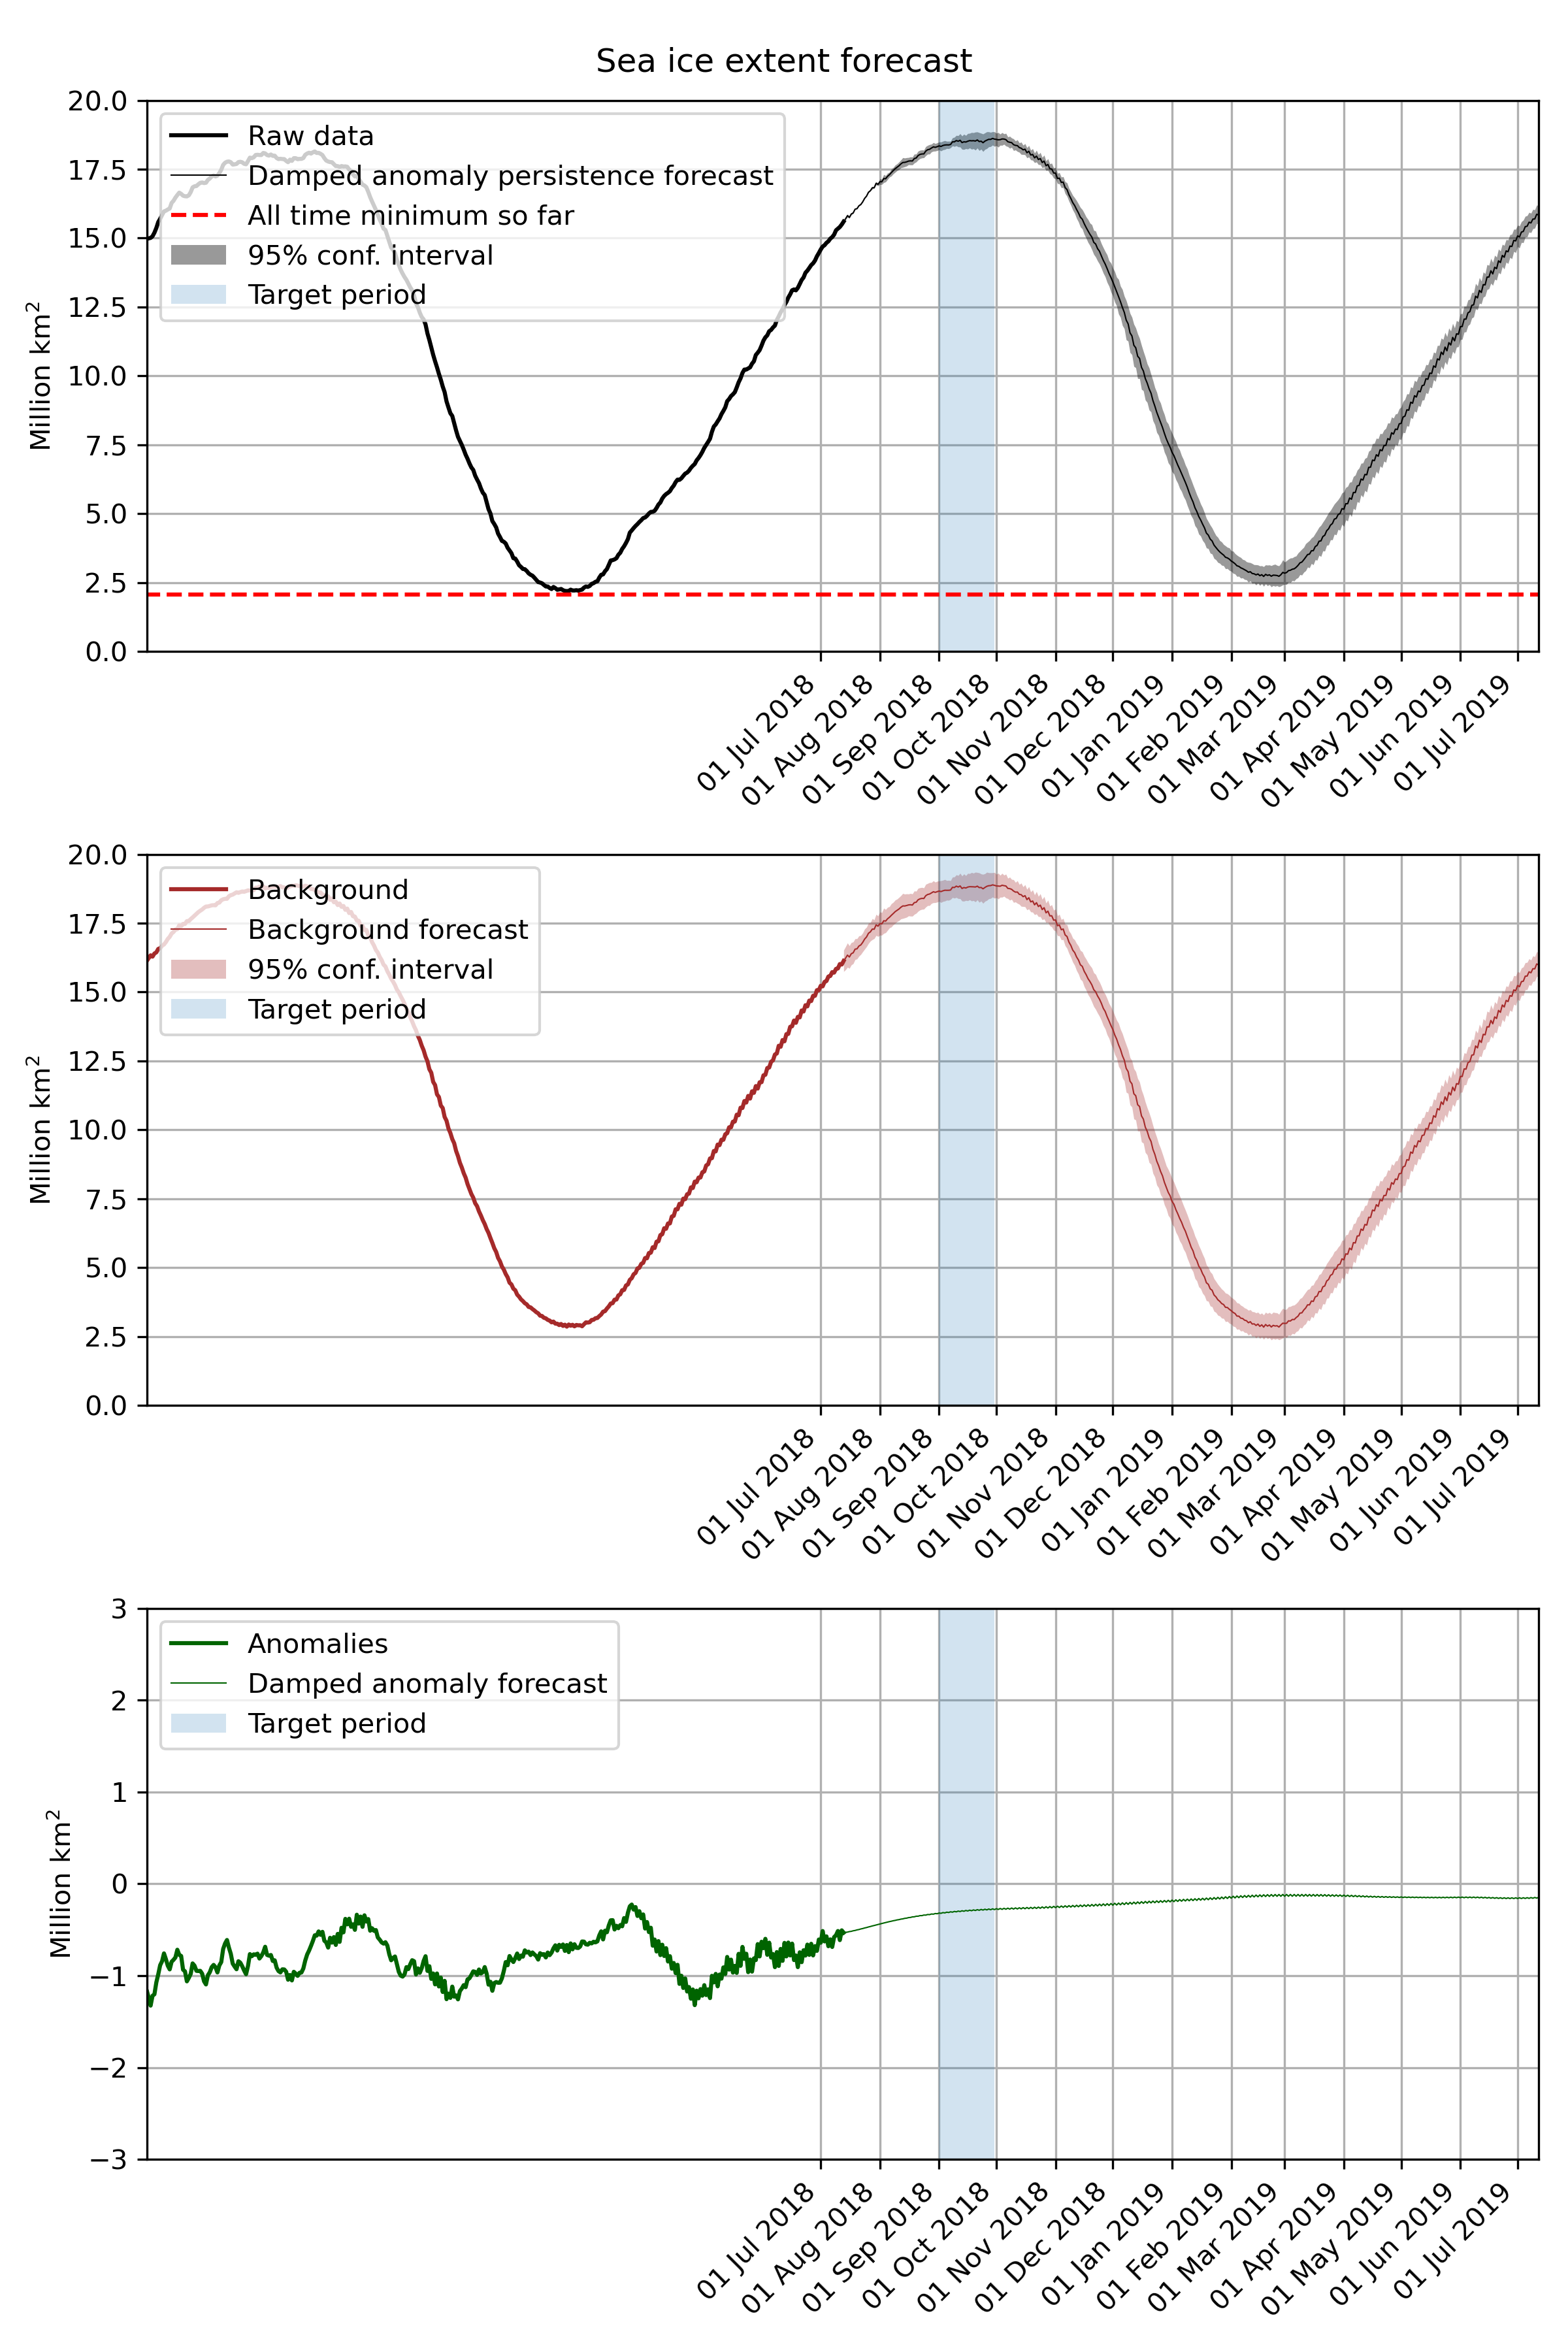 Sea ice extent forecast
20.0
17.5
15.0
12.5
10.0
7.5
5.0
2.5
0.0
Million km²
Raw data
Damped anomaly persistence forecast
All time minimum so far
95% conf. interval
Target period
01 Jul 2018
01 Aug 2018
01 Sep 2018
01 Oct 2018
01 Nov 2018
01 Dec 2018
01 Jan 2019
01 Feb 2019
01 Mar 2019
01 Apr 2019
01 May 2019
01 Jun 2019
01 Jul 2019
20.0
17.5
15.0
12.5
10.0
7.5
5.0
2.5
0.0
Million km²
Background
Background forecast
95% conf. interval
Target period
01 Jul 2018
01 Aug 2018
01 Sep 2018
01 Oct 2018
01 Nov 2018
01 Dec 2018
01 Jan 2019
01 Feb 2019
01 Mar 2019
01 Apr 2019
01 May 2019
01 Jun 2019
01 Jul 2019
3
2
1
0
−1
−2
−3
Million km²
Anomalies
Damped anomaly forecast
Target period
01 Jul 2018
01 Aug 2018
01 Sep 2018
01 Oct 2018
01 Nov 2018
01 Dec 2018
01 Jan 2019
01 Feb 2019
01 Mar 2019
01 Apr 2019
01 May 2019
01 Jun 2019
01 Jul 2019